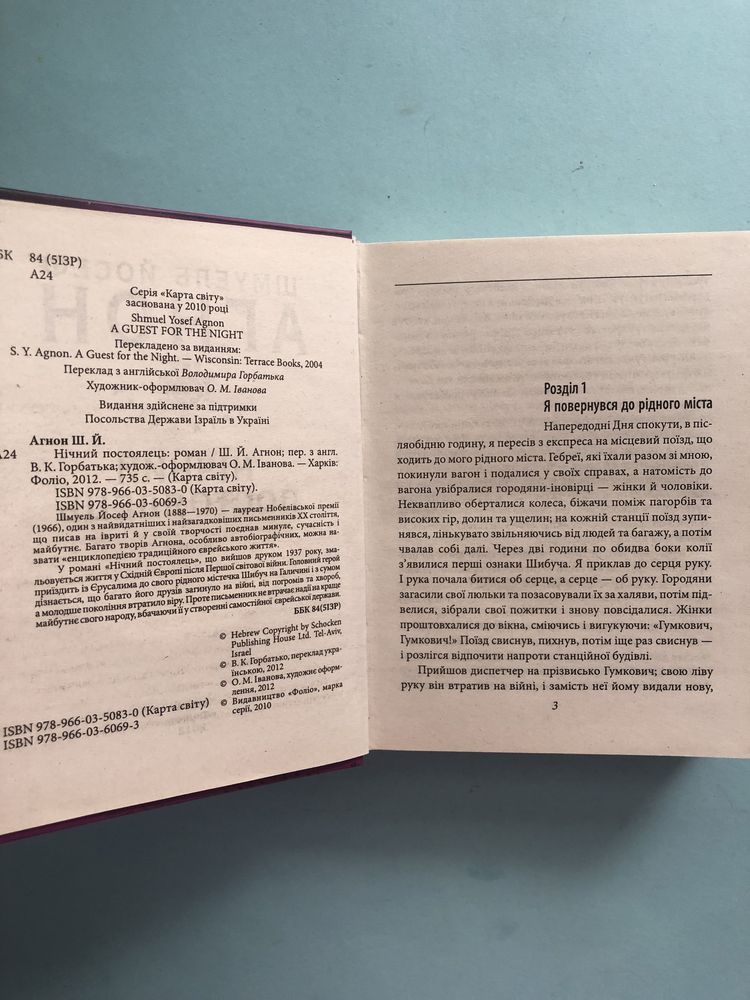 БК 84 (5ІЗР)
А24
Серія «Карта світу»
заснована у 2010 році
Shmuel Yosef Agnon
A GUEST FOR THE NIGHT
Перекладено за виданням:
S. Y. Agnon. A Guest for the Night. — Wisconsin: Terrace Books, 2004
Переклад з англійської Володимира Горбатька
Художник-оформлювач О. М. Іванова
Видання здійснене за підтримки
Посольства Держави Ізраїль в Україні
Агнон Ш. Й.
А24 Нічний постоялець: роман / Ш. Й. Агнон; пер. з англ.
В. К. Горбатька; худож.-оформлювач О. М. Іванова. — Харків:
Фоліо, 2012. — 735 с. — (Карта світу).
ISBN 978-966-03-5083-0 (Карта світу).
ISBN 978-966-03-6069-3
Шмуель Йосеф Агнон (1888—1970) — лауреат Нобелівської премії
(1966), один з найвидатніших і найзагадковіших письменників ХХ століття,
що писав на івриті й у своїй творчості поєднав минуле, сучасність і
майбутнє. Багато творів Агнона, особливо автобіографічних, можна на-
звати «енциклопедією традиційного єврейського життя».
У романі «Нічний постоялець», що вийшов друком 1937 року, зма-
льовується життя у Східній Європі після Першої світової війни. Головний герой
приїздить із Єрусалима до свого рідного містечка Шибуч на Галичині і з сумом
дізнається, що багато його друзів загинуло на війні, від погромів та хвороб,
а молодше покоління втратило віру. Проте письменник не втрачає надії на краще
майбутнє свого народу, вбачаючи її у створенні самостійної єврейської держави.
ББК 84(5ІЗР)
© Hebrew Copyright by Schocken
Publishing House Ltd. Tel-Aviv,
Israel
© В. К. Горбатько, переклад укра-
їнською, 2012
© О. М. Іванова, художнє оформ-
лення, 2012
© Видавництво «Фоліо», марка
серії, 2010
ISBN 978-966-03-5083-0 (Карта світу)
ISBN 978-966-03-6069-3
Розділ 1
Я повернувся до рідного міста
Напередодні Дня спокути, в піс-
ляобідню годину, я пересів з експреса на місцевий поїзд, що
ходить до мого рідного міста. Гебреї, які їхали разом зі мною,
покинули вагон і подалися у своїх справах, а натомість до
вагона увібралися городяни-іновірці — жінки й чоловіки.
Неквапливо оберталися колеса, біжачи поміж пагорбів та
високих гір, долин та ущелин; на кожній станції поїзд зупи-
нявся, ліньькувато звільняючись від людей та багажу, а потім
чвалав собі далі. Через дві години по обидва боки колії
з’явилися перші ознаки Шибуча. Я приклав до серця руку.
І рука почала битися об серце, а серце — об руку. Городяни
загасили свої люльки та позасовували їх за халяви, потім під-
велися, зібрали свої пожитки і знову повсідалися. Жінки
проштовхалися до вікна, сміючись і вигукуючи: «Гумкович,
Гумкович!» Поїзд свиснув, пихнув, потім іще раз свиснув —
і розлігся відпочити напроти станційної будівлі.
Прийшов диспетчер на прізвисько Гумкович; свою ліву
руку він втратив на війні, і замість неї йому видали нову,
3